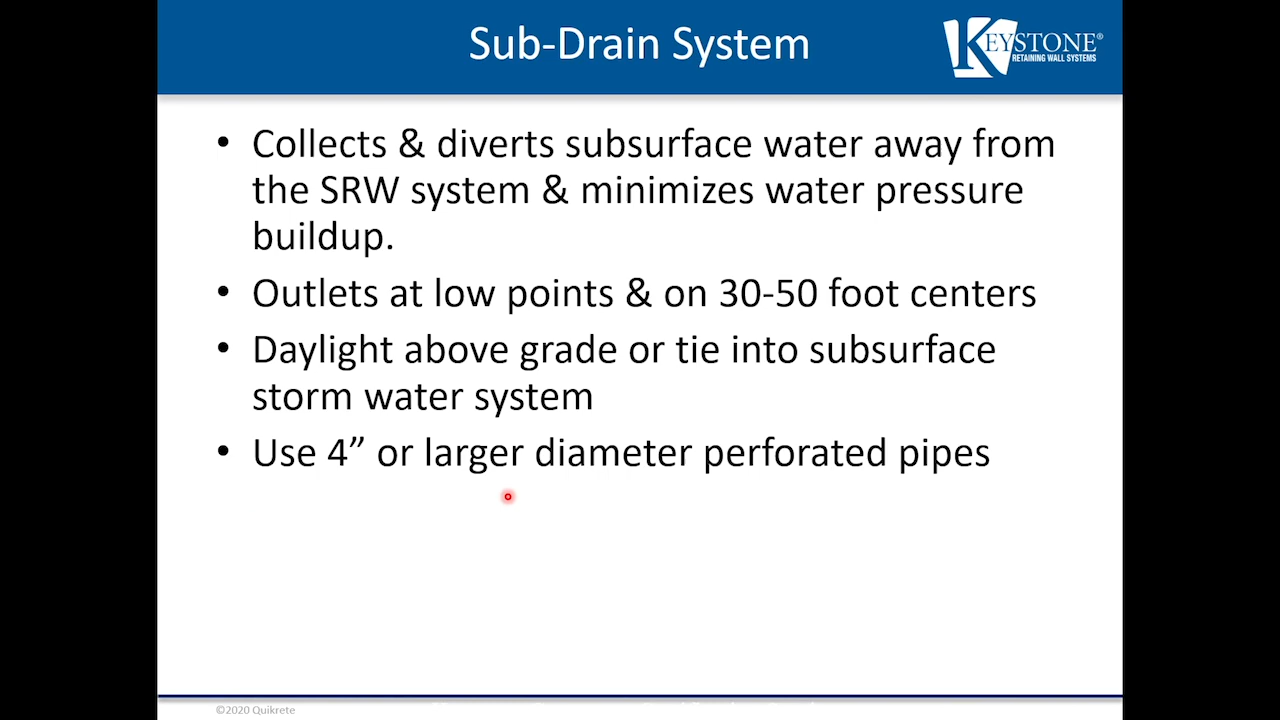 Sub-Drain System
KEYSTONE®
RETAINING WALL SYSTEMS
• Collects & diverts subsurface water away from
the SRW system & minimizes water pressure
buildup.
• Outlets at low points & on 30-50 foot centers
• Daylight above grade or tie into subsurface
storm water system
• Use 4” or larger diameter perforated pipes
©2020 Quikrete